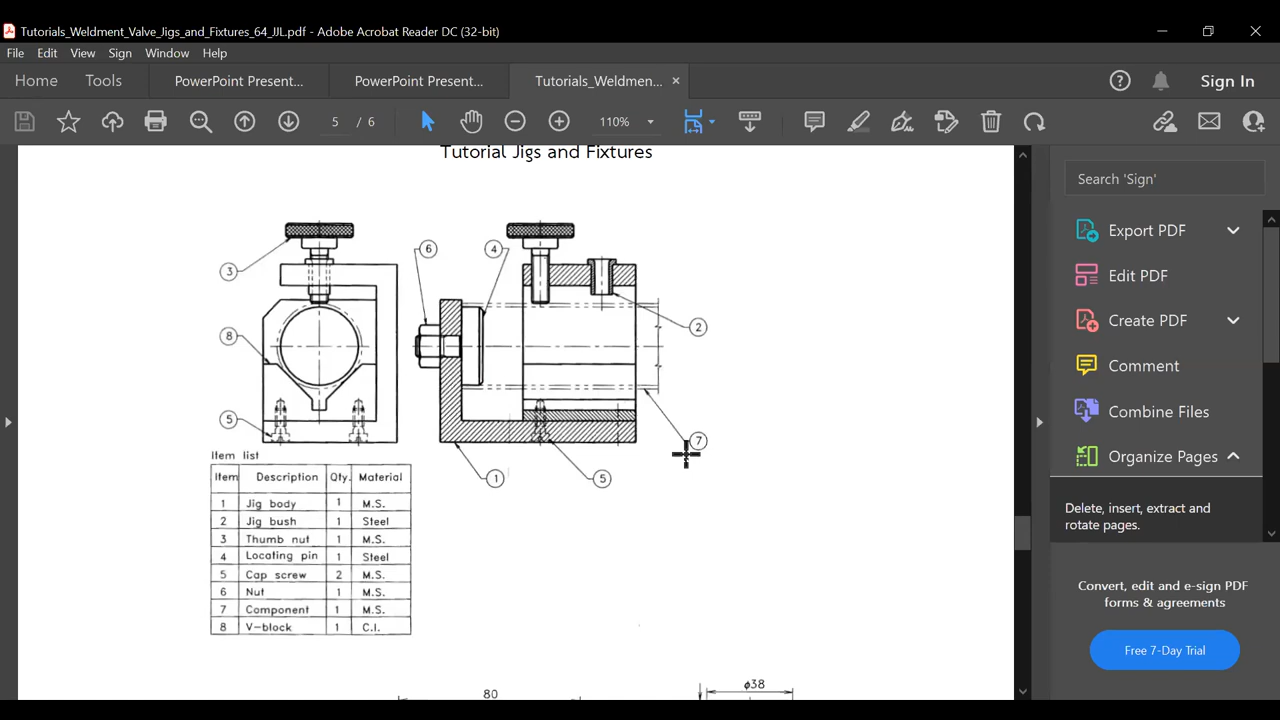 Tutorials_Weldment_Valve_Jigs_and_Fixtures_64_JJL.pdf - Adobe Acrobat Reader DC (32-bit)
File Edit View Sign Window Help
Home Tools PowerPoint Present... PowerPoint Present... Tutorials_Weldmen... × Sign In
5 / 6 110%
Tutorial Jigs and Fixtures
Search 'Sign'
Export PDF
Edit PDF
Create PDF
Comment
Combine Files
Organize Pages
Delete, insert, extract and
rotate pages.
Convert, edit and e-sign PDF
forms & agreements
Free 7-Day Trial
3
6
4
8
2
5
7
1
5
Item list
Item Description Qty. Material
1 Jig body 1 M.S.
2 Jig bush 1 Steel
3 Thumb nut 1 M.S.
4 Locating pin 1 Steel
5 Cap screw 2 M.S.
6 Nut 1 M.S.
7 Component 1 M.S.
8 V-block 1 C.I.
80
ϕ38